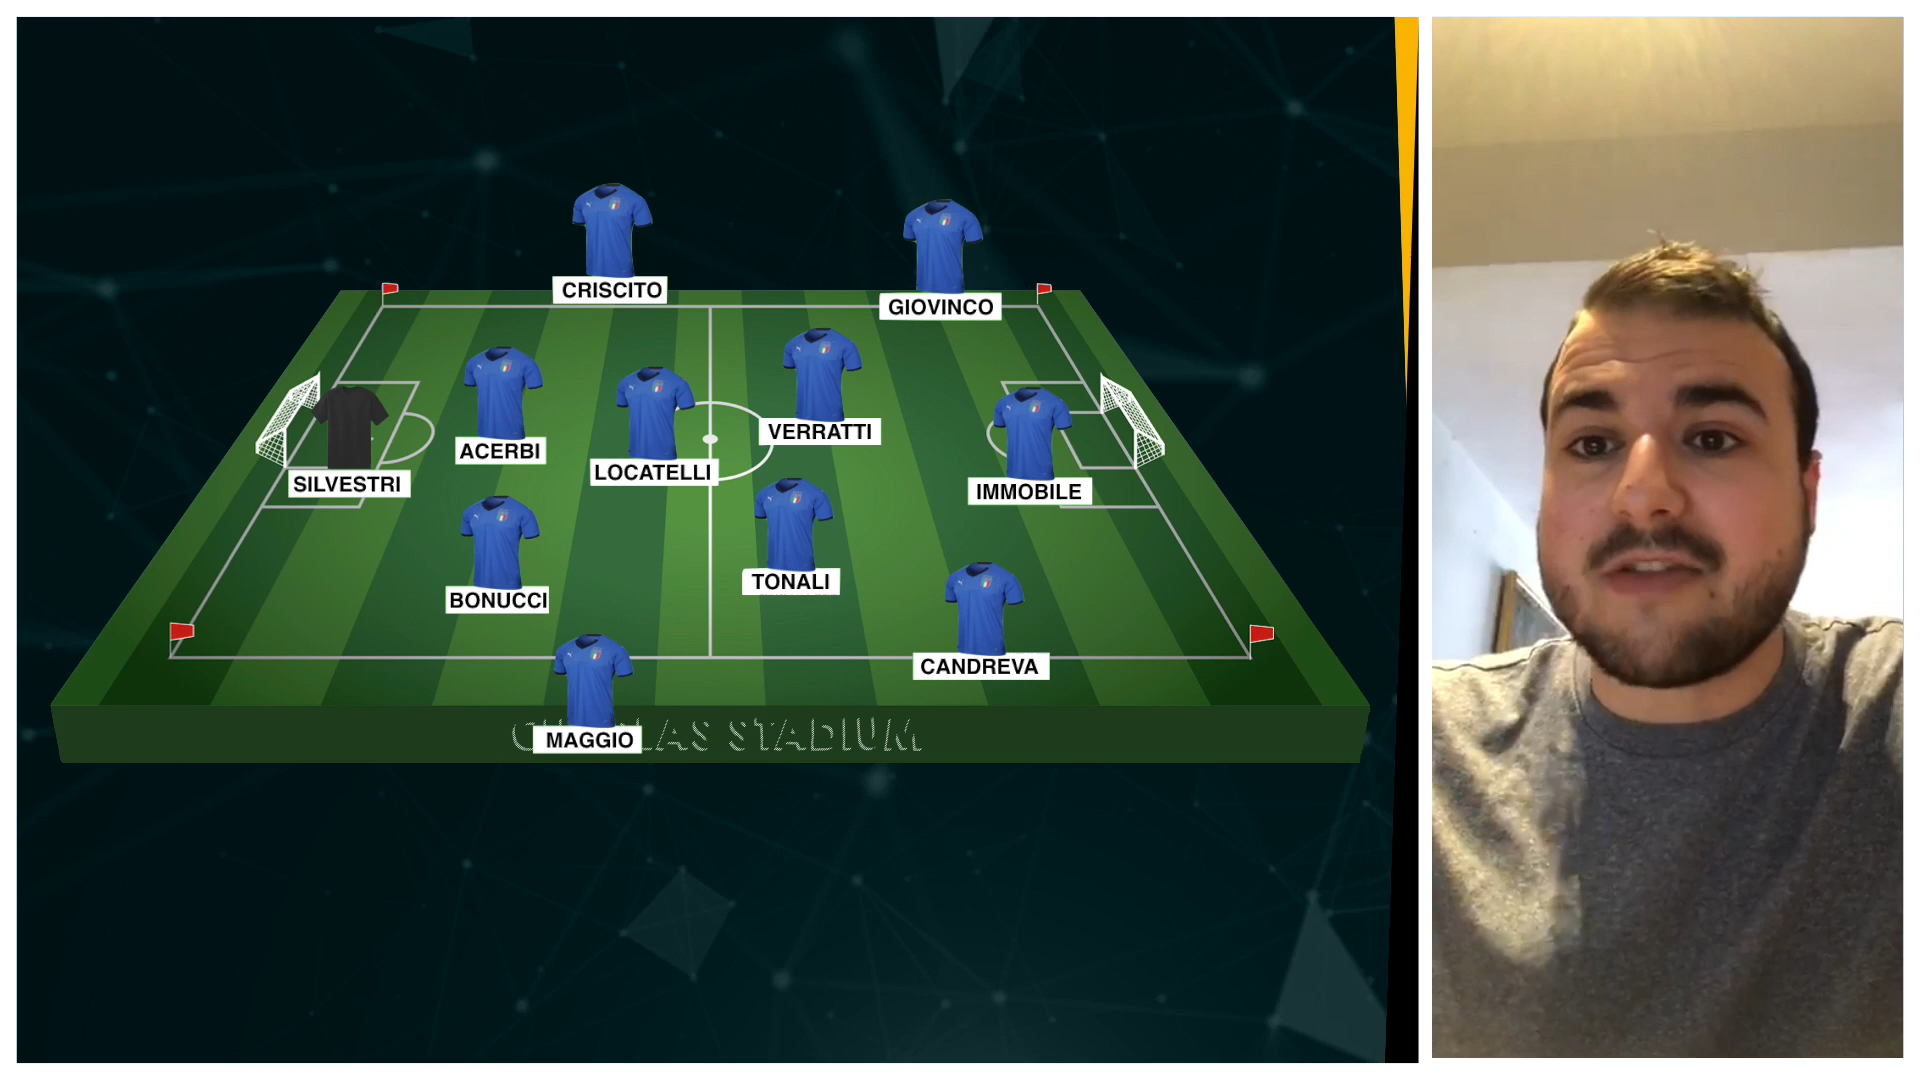 CRISCITO
GIOVINCO
ACERBI
VERRATTI
LOCATELLI
SILVESTRI
IMMOBILE
BONUCCI
TONALI
CANDREVA
MAGGIO
STADIUM